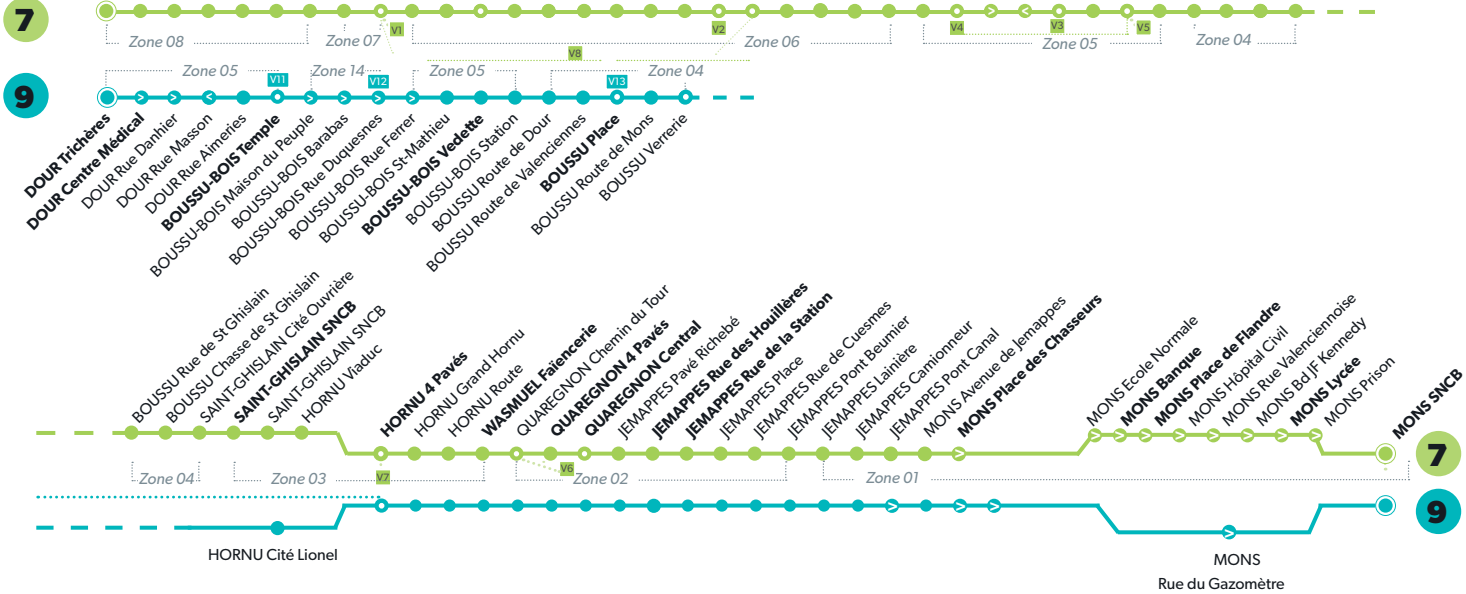 7
V1
V2
V4
V3
V5
Zone 08
Zone 07
Zone 06
Zone 05
Zone 04
V8
Zone 05
Zone 14
Zone 05
Zone 04
V11
V12
V13
9
DOUR Trichères
DOUR Centre Médical
DOUR Rue Danhier
DOUR Rue Masson
DOUR Rue Aimeries
BOUSSU-BOIS Temple
BOUSSU-BOIS Maison du Peuple
BOUSSU-BOIS Barabas
BOUSSU-BOIS Rue Duquesnes
BOUSSU-BOIS Rue Ferrer
BOUSSU-BOIS St-Mathieu
BOUSSU-BOIS Vedette
BOUSSU-BOIS Station
BOUSSU Route de Dour
BOUSSU Route de Valenciennes
BOUSSU Place
BOUSSU Route de Mons
BOUSSU Verrerie
BOUSSU Rue de St Ghislain
BOUSSU Chasse de St Ghislain
SAINT-GHISLAIN Cité Ouvrière
SAINT-GHISLAIN SNCB
SAINT-GHISLAIN SNCB
HORNU Viaduc
HORNU 4 Pavés
HORNU Grand Hornu
HORNU Route
WASMUEL Faïencerie
QUAREGNON Chemin du Tour
QUAREGNON 4 Pavés
QUAREGNON Central
JEMAPPES Pavé Richebé
JEMAPPES Rue des Houillères
JEMAPPES Rue de la Station
JEMAPPES Place
JEMAPPES Rue de Cuesmes
JEMAPPES Pont Beumier
JEMAPPES Lainière
JEMAPPES Camionneur
JEMAPPES Pont Canal
MONS Avenue de Jemappes
MONS Place des Chasseurs
MONS Ecole Normale
MONS Banque
MONS Place de Flandre
MONS Hôpital Civil
MONS Rue Valenciennoise
MONS Bd JF Kennedy
MONS Lycée
MONS Prison
MONS SNCB
7
Zone 04
Zone 03
V7
V6
Zone 02
Zone 01
9
HORNU Cité Lionel
MONS
Rue du Gazomètre